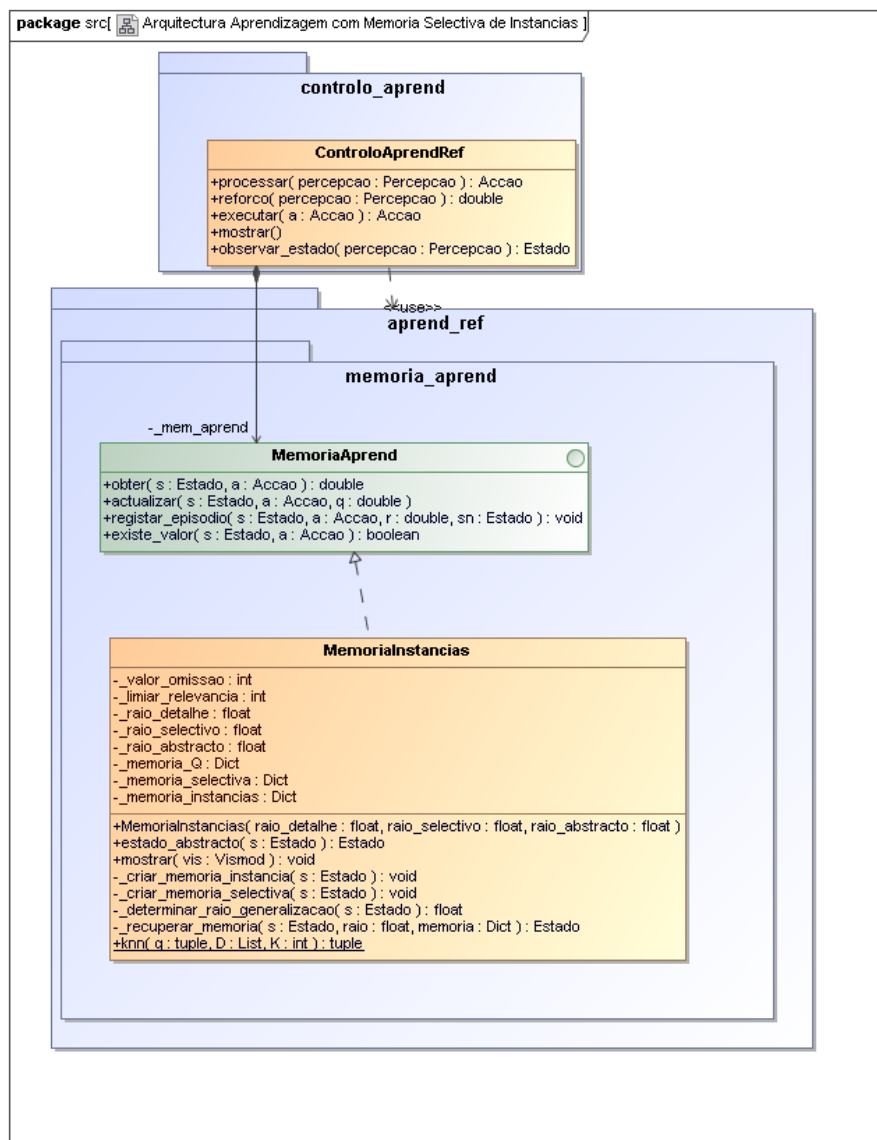 package src[ Arquitectura Aprendizagem com Memoria Selectiva de Instancias ]
controlo_aprend
ControloAprendRef
+processar( percepcao : Percepcao ) : Accao
+reforco( percepcao : Percepcao ) : double
+executar( a : Accao ) : Accao
+mostrar()
+observar_estado( percepcao : Percepcao ) : Estado
<<use>>
aprend_ref
memoria_aprend
-_mem_aprend
MemoriaAprend
+obter( s : Estado, a : Accao ) : double
+actualizar( s : Estado, a : Accao, q : double )
+registar_episodio( s : Estado, a : Accao, r : double, sn : Estado ) : void
+existe_valor( s : Estado, a : Accao ) : boolean
MemoriaInstancias
-_valor_omissao : int
-_limiar_relevancia : int
-_raio_detalhe : float
-_raio_selectivo : float
-_raio_abstracto : float
-_memoria_Q : Dict
-_memoria_selectiva : Dict
-_memoria_instancias : Dict
+MemoriaInstancias( raio_detalhe : float, raio_selectivo : float, raio_abstracto : float )
+estado_abstracto( s : Estado ) : Estado
+mostrar( vis : Vismod ) : void
-_criar_memoria_instancia( s : Estado ) : void
-_criar_memoria_selectiva( s : Estado ) : void
-_determinar_raio_generalizacao( s : Estado ) : float
-_recuperar_memoria( s : Estado, raio : float, memoria : Dict ) : Estado
+knn( q : tuple, D : List, K : int ) : tuple